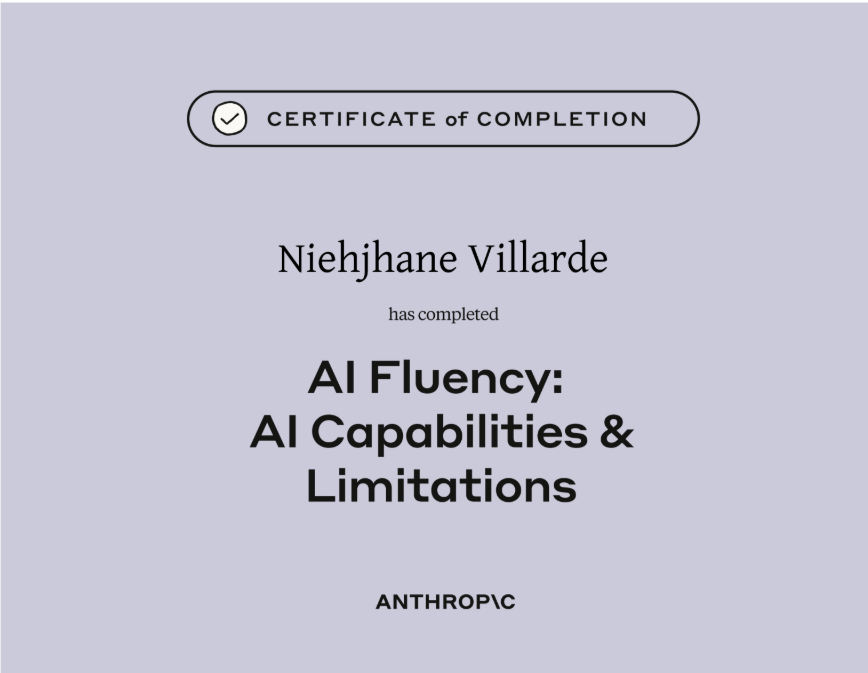 CERTIFICATE of COMPLETION
Niehjhane Villarde
has completed
AI Fluency:
AI Capabilities &
Limitations
ANTHROP\C